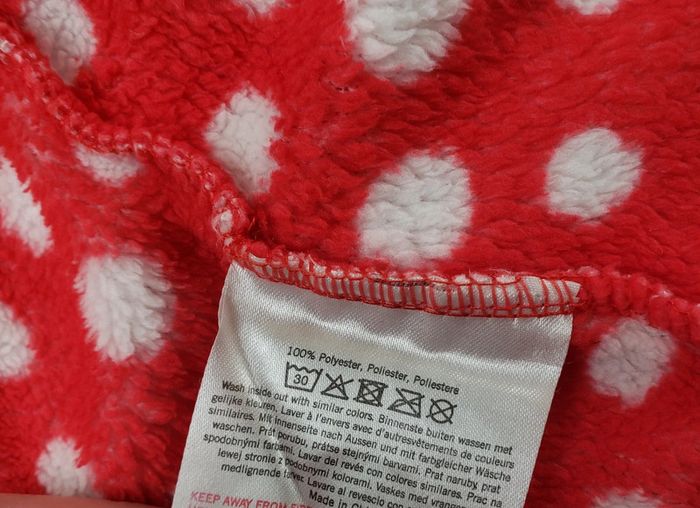 100% Polyester, Poliester, Poliestere
30
Wash inside out with similar colors. Binnenste buiten wassen met
gelijke kleuren. Laver à l'envers avec d'autresvêtements de couleurs
similaires. Mit innenseite nach Aussen und mit farbgleicher Wäsche
waschen. Prát porubu, prátse stejnými barvami. Prat naruby, prat
spodobnými farbami. Lavar del revés con colores similares. Prac na
lewej stronie z podobnymi kolorami. Vaskes med vrangen
medlignende farver. Lavare al rovescio con
Made in
KEEP AWAY FROM FIRE